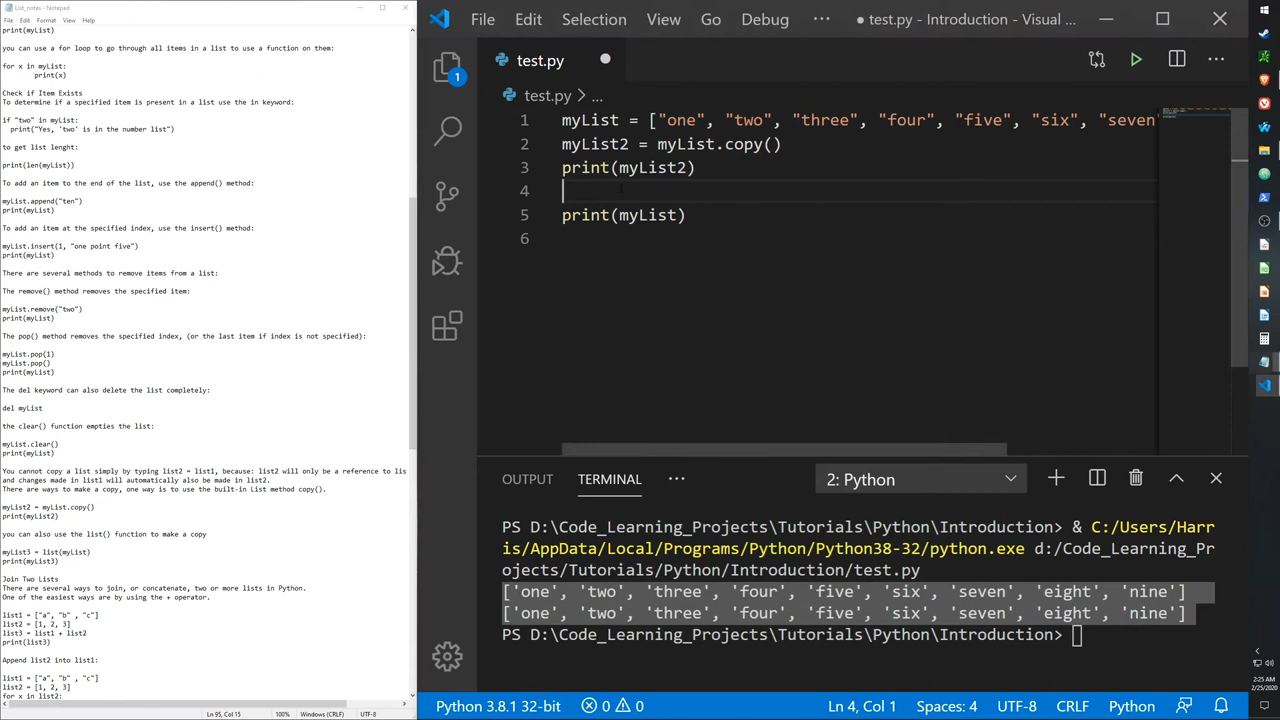 List_notes - Notepad
File Edit Format View Help
print(myList)
you can use a for loop to go through all items in a list to use a function on them:
for x in myList:
print(x)
Check if Item Exists
To determine if a specified item is present in a list use the in keyword:
if "two" in myList:
print("Yes, 'two' is in the number list")
to get list lenght:
print(len(myList))
To add an item to the end of the list, use the append() method:
myList.append("ten")
print(myList)
To add an item at the specified index, use the insert() method:
myList.insert(1, "one point five")
print(myList)
There are several methods to remove items from a list:
The remove() method removes the specified item:
myList.remove("two")
print(myList)
The pop() method removes the specified index, (or the last item if index is not specified):
myList.pop(1)
myList.pop()
print(myList)
The del keyword can also delete the list completely:
del myList
the clear() function empties the list:
myList.clear()
print(myList)
You cannot copy a list simply by typing list2 = list1, because: list2 will only be a reference to lis
and changes made in list1 will automatically also be made in list2.
There are ways to make a copy, one way is to use the built-in List method copy().
myList2 = myList.copy()
print(myList2)
you can also use the list() function to make a copy
myList3 = list(myList)
print(myList3)
Join Two Lists
There are several ways to join, or concatenate, two or more lists in Python.
One of the easiest ways are by using the + operator.
list1 = ["a", "b" , "c"]
list2 = [1, 2, 3]
list3 = list1 + list2
print(list3)
Append list2 into list1:
list1 = ["a", "b" , "c"]
list2 = [1, 2, 3]
for x in list2:
Ln 95, Col 15 100% Windows (CRLF) UTF-8
File Edit Selection View Go Debug ··· ● test.py - Introduction - Visual ...
1
test.py
test.py > ...
1 myList = ["one", "two", "three", "four", "five", "six", "seven"
2 myList2 = myList.copy()
3 print(myList2)
4
5 print(myList)
6
OUTPUT TERMINAL ··· 2: Python
PS D:\Code_Learning_Projects\Tutorials\Python\Introduction> & C:/Users/Harr
is/AppData/Local/Programs/Python/Python38-32/python.exe d:/Code_Learning_Pr
ojects/Tutorials/Python/Introduction/test.py
['one', 'two', 'three', 'four', 'five', 'six', 'seven', 'eight', 'nine']
['one', 'two', 'three', 'four', 'five', 'six', 'seven', 'eight', 'nine']
PS D:\Code_Learning_Projects\Tutorials\Python\Introduction>
Python 3.8.1 32-bit 0 0 Ln 4, Col 1 Spaces: 4 UTF-8 CRLF Python
2:25 AM
2/25/2020